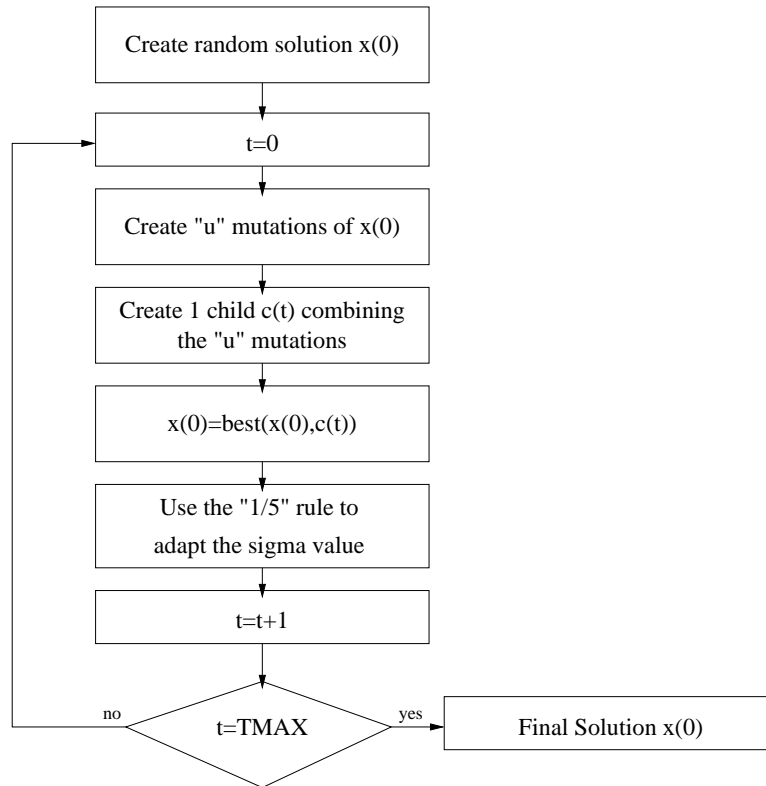 Create random solution x(0)
t=0
Create "u" mutations of x(0)
Create 1 child c(t) combining
the "u" mutations
x(0)=best(x(0),c(t))
Use the "1/5" rule to
adapt the sigma value
t=t+1
no
t=TMAX
yes
Final Solution x(0)